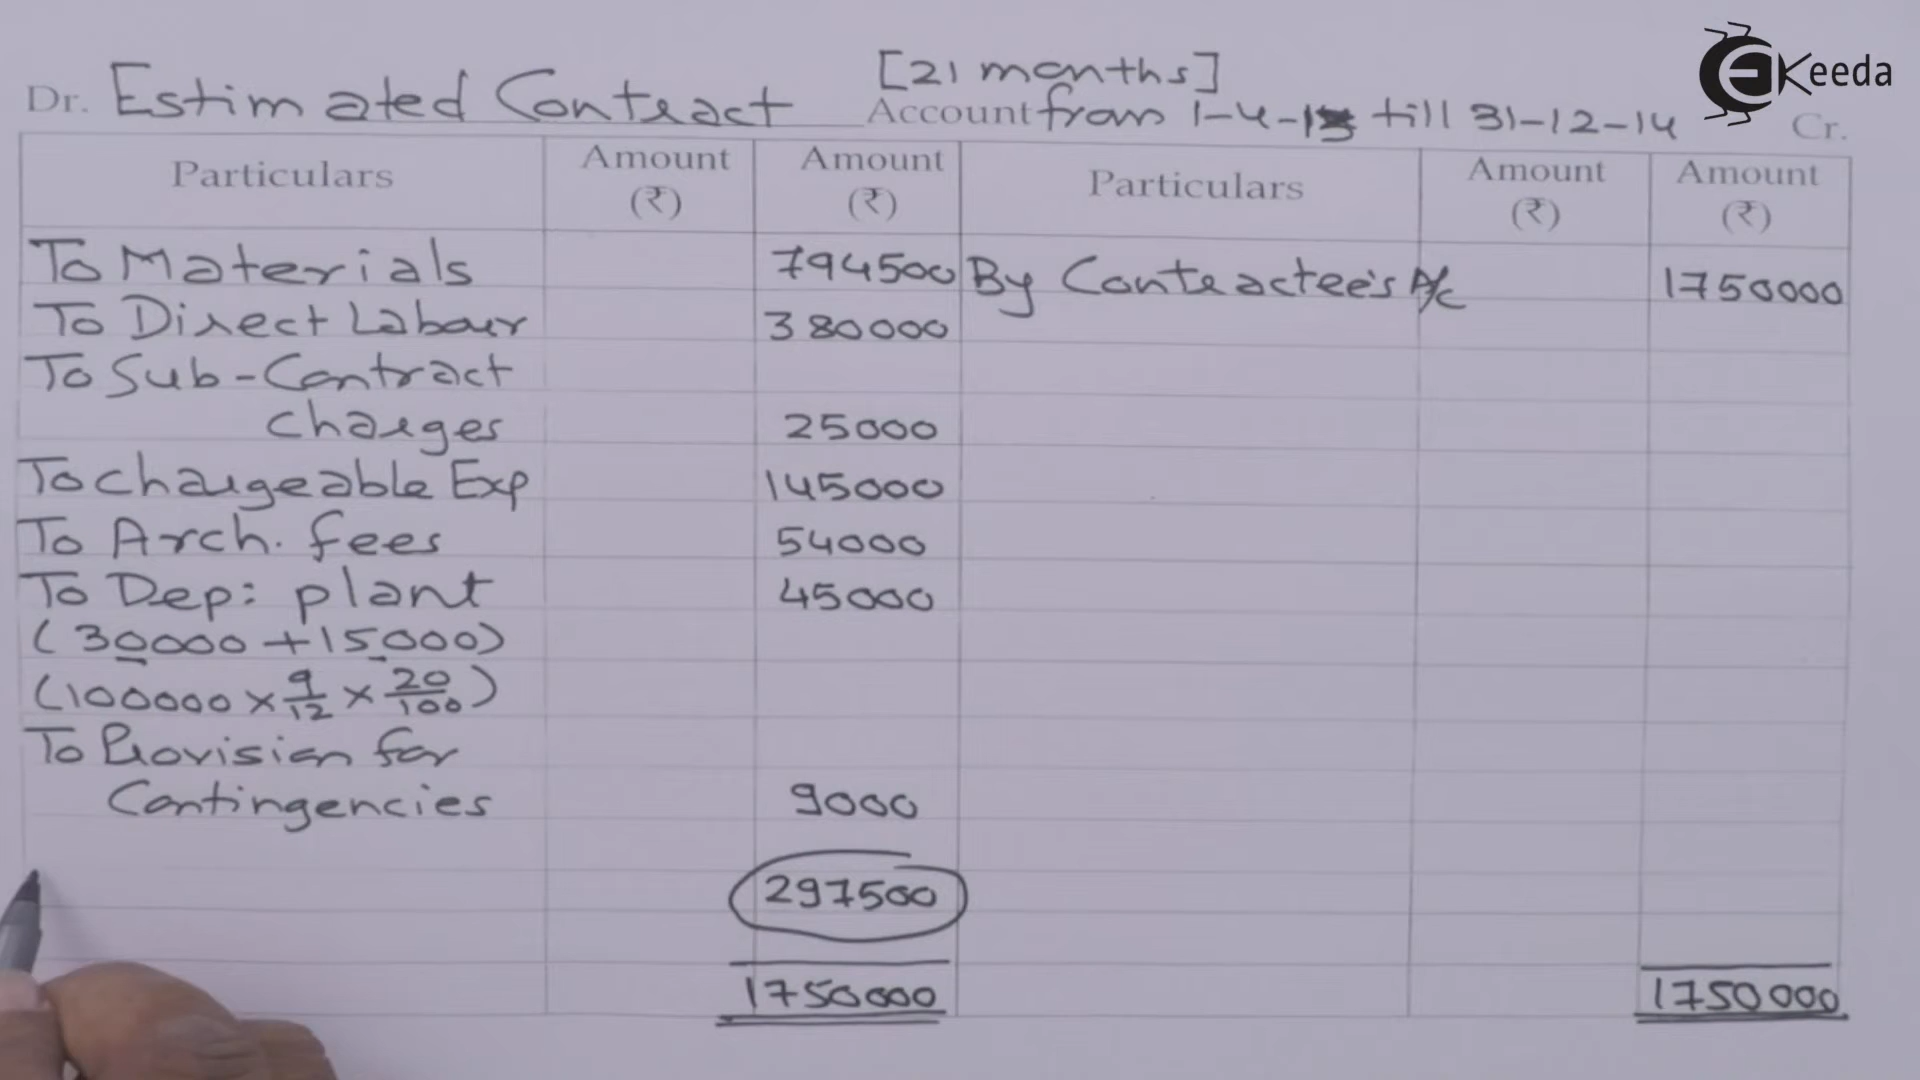 EKeeda
[21 months]
Dr. Estimated Contract Account from 1-4-13 till 31-12-14 Cr.
Particulars Amount (₹) Amount (₹) Particulars Amount (₹) Amount (₹)
To Materials 794500 By Contractee's A/c 1750000
To Direct Labour 380000
To Sub-Contract
charges 25000
To chargeable Exp 145000
To Arch. fees 54000
To Dep: plant 45000
(30000 + 15000)
(100000 × 9/12 × 20/100)
To Provision for
Contingencies 9000
297500
1750000 1750000